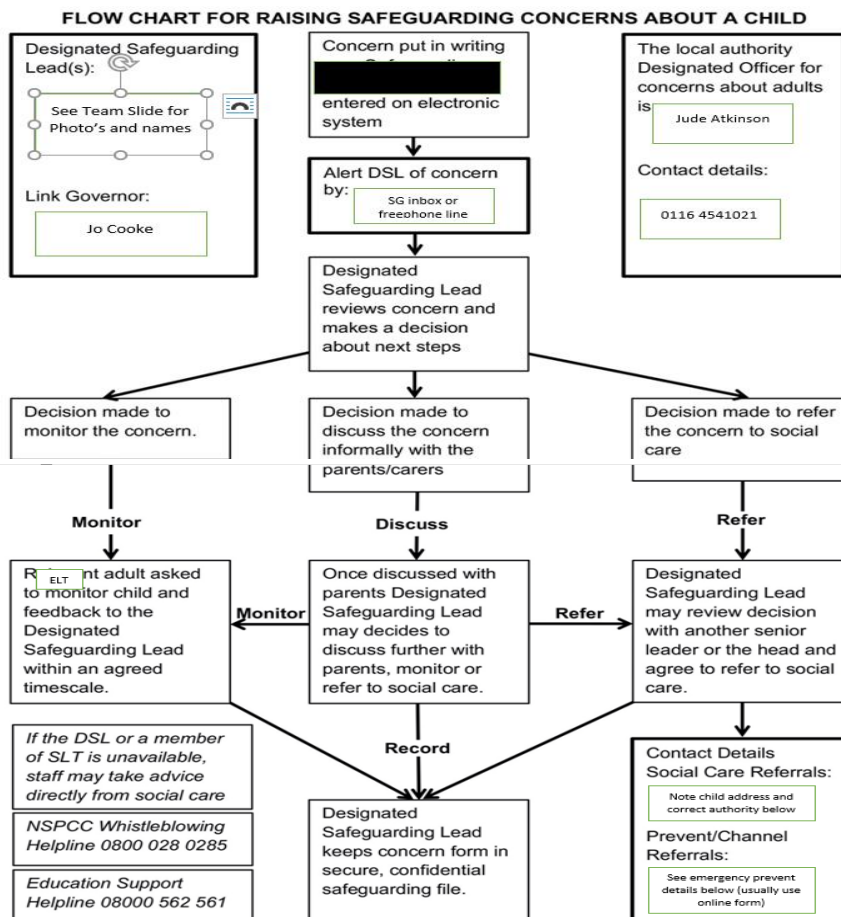 FLOW CHART FOR RAISING SAFEGUARDING CONCERNS ABOUT A CHILD
Designated Safeguarding
Lead(s):
See Team Slide for
Photo's and names
Link Governor:
Jo Cooke
Concern put in writing
entered on electronic
system
The local authority
Designated Officer for
concerns about adults
is
Jude Atkinson
Contact details:
0116 4541021
Alert DSL of concern
by:
SG inbox or
freephone line
Designated
Safeguarding Lead
reviews concern and
makes a decision
about next steps
Decision made to
monitor the concern.
Decision made to
discuss the concern
informally with the
parents/carers
Decision made to refer
the concern to social
care
Monitor
Discuss
Refer
ELT
adult asked
to monitor child and
feedback to the
Designated
Safeguarding Lead
within an agreed
timescale.
Monitor
Once discussed with
parents Designated
Safeguarding Lead
may decides to
discuss further with
parents, monitor or
refer to social care.
Refer
Designated
Safeguarding Lead
may review decision
with another senior
leader or the head and
agree to refer to social
care.
If the DSL or a member
of SLT is unavailable,
staff may take advice
directly from social care
NSPCC Whistleblowing
Helpline 0800 028 0285
Education Support
Helpline 08000 562 561
Record
Designated
Safeguarding Lead
keeps concern form in
secure, confidential
safeguarding file.
Contact Details
Social Care Referrals:
Note child address and
correct authority below
Prevent/Channel
Referrals:
See emergency prevent
details below (usually use
online form)